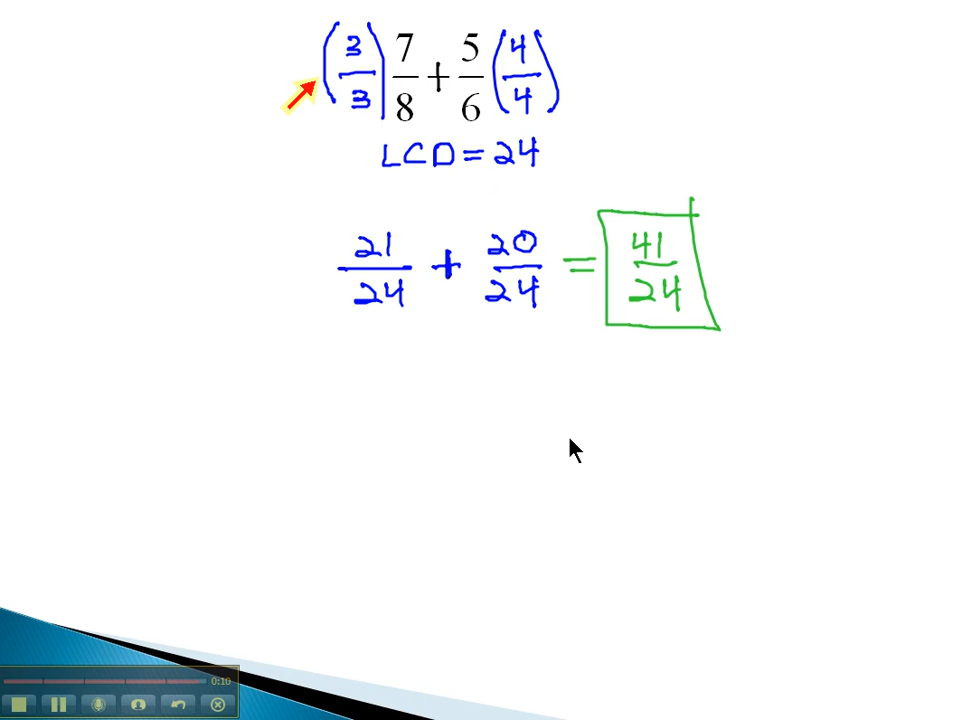 (3/3) 7/8 + 5/6 (4/4)
LCD = 24
21/24 + 20/24 = 41/24
0:10